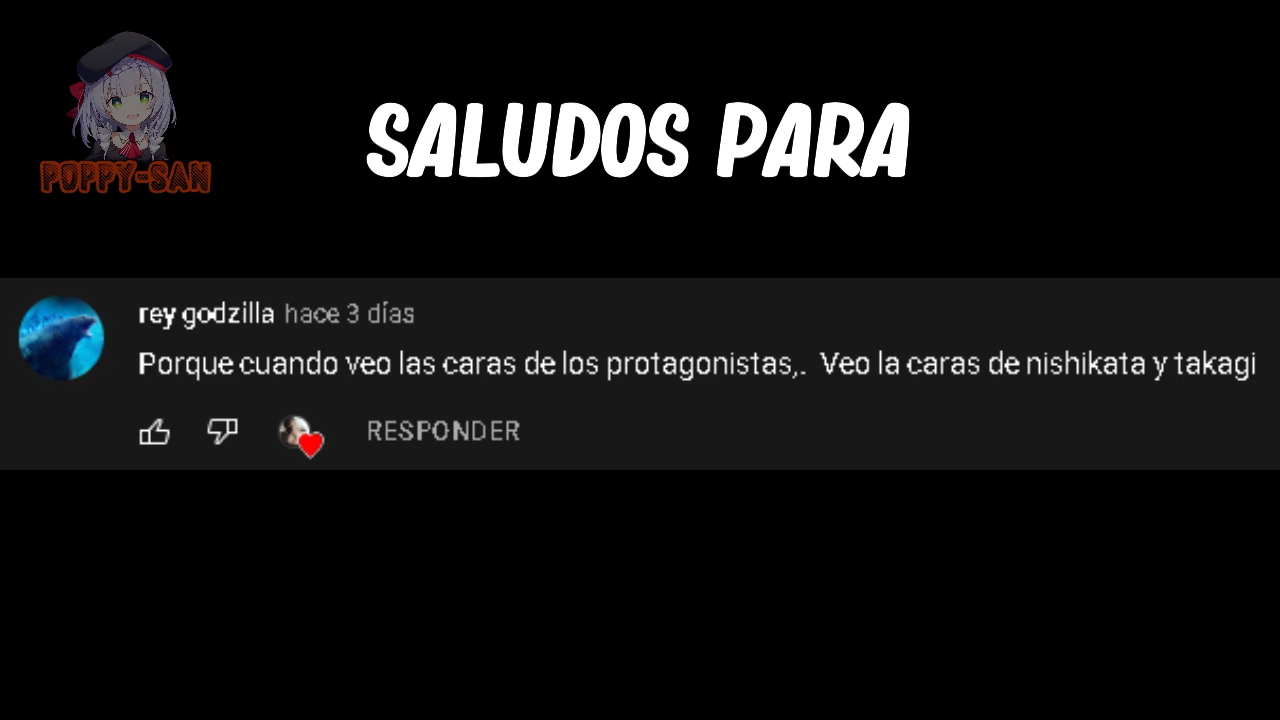 POPPY-SAN
SALUDOS PARA
rey godzilla hace 3 días
Porque cuando veo las caras de los protagonistas,. Veo la caras de nishikata y takagi
RESPONDER